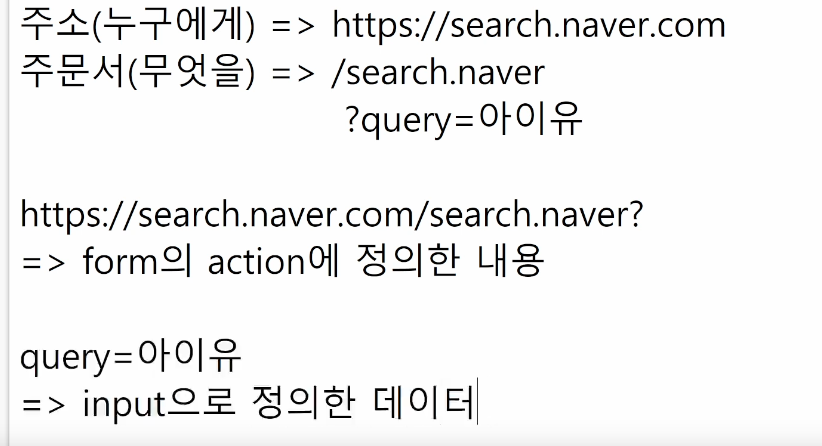 주소(누구에게) => https://search.naver.com
주문서(무엇을) => /search.naver
?query=아이유
https://search.naver.com/search.naver?
=> form의 action에 정의한 내용
query=아이유
=> input으로 정의한 데이터